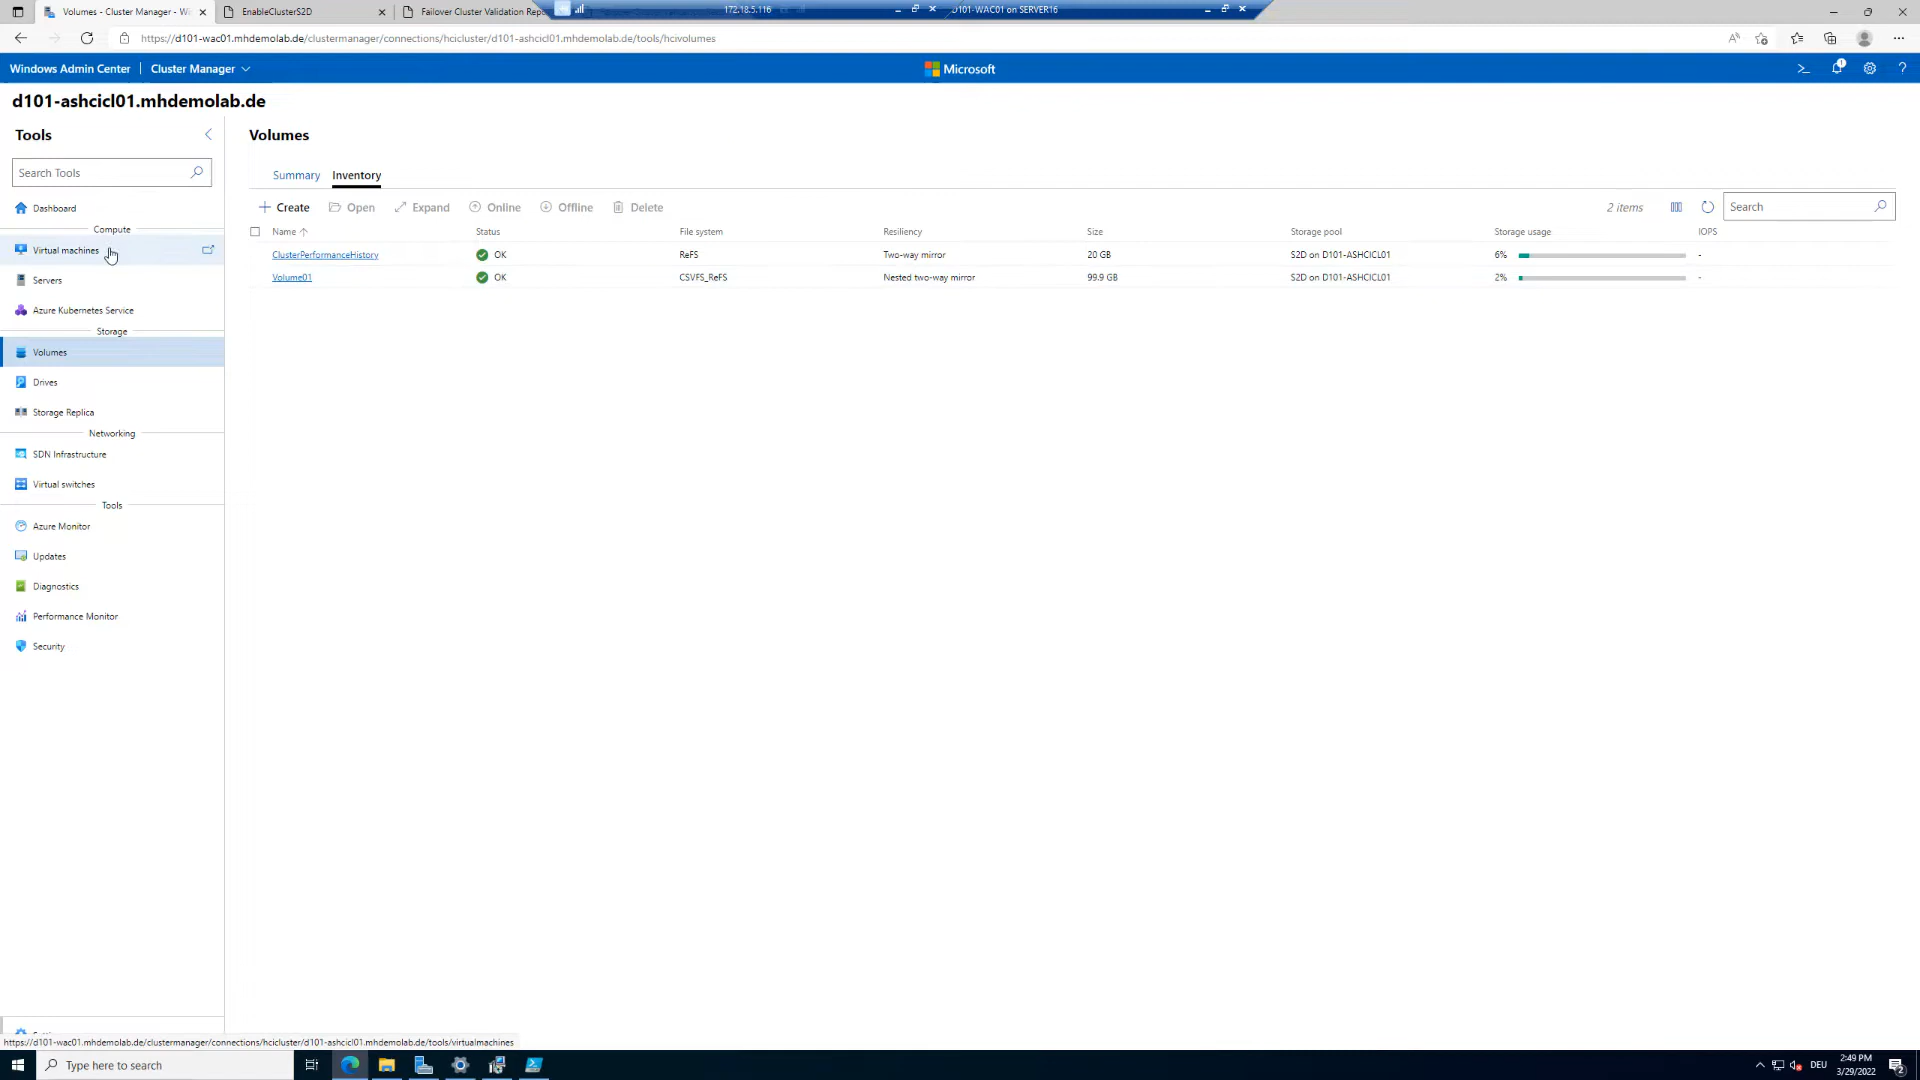 Volumes - Cluster Manager - Wi
EnableClusterS2D
Failover Cluster Validation Repo
172.18.5.116
D101-WAC01 on SERVER16
https://d101-wac01.mhdemolab.de/clustermanager/connections/hcicluster/d101-ashcicl01.mhdemolab.de/tools/hcivolumes
Windows Admin Center
Cluster Manager
Microsoft
d101-ashcicl01.mhdemolab.de
Tools
Search Tools
Dashboard
Compute
Virtual machines
Servers
Azure Kubernetes Service
Storage
Volumes
Drives
Storage Replica
Networking
SDN Infrastructure
Virtual switches
Tools
Azure Monitor
Updates
Diagnostics
Performance Monitor
Security
Volumes
Summary Inventory
Create Open Expand Online Offline Delete 2 items Search
Name Status File system Resiliency Size Storage pool Storage usage IOPS
ClusterPerformanceHistory OK ReFS Two-way mirror 20 GB S2D on D101-ASHCICL01 6% -
Volume01 OK CSVFS_ReFS Nested two-way mirror 99.9 GB S2D on D101-ASHCICL01 2% -
https://d101-wac01.mhdemolab.de/clustermanager/connections/hcicluster/d101-ashcicl01.mhdemolab.de/tools/virtualmachines
Type here to search
DEU
2:49 PM
3/29/2022
2